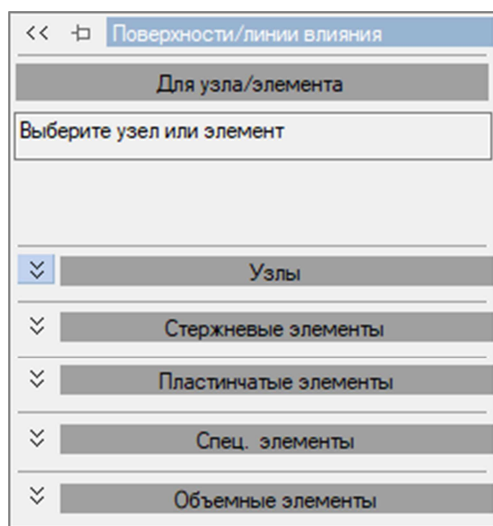 << Поверхности/линии влияния
Для узла/элемента
Выберите узел или элемент
Узлы
Стержневые элементы
Пластинчатые элементы
Спец. элементы
Объемные элементы